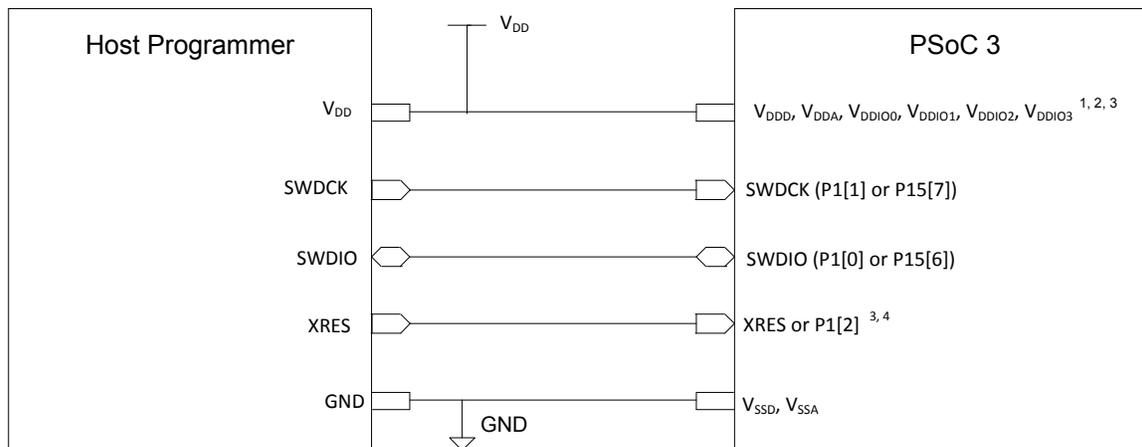 V_DD
Host Programmer
PSoC 3
V_DD
V_DDD, V_DDA, V_DDIO0, V_DDIO1, V_DDIO2, V_DDIO3 1, 2, 3
SWDCK
SWDCK (P1[1] or P15[7])
SWDIO
SWDIO (P1[0] or P15[6])
XRES
XRES or P1[2] 3, 4
GND
GND
V_SSD, V_SSA